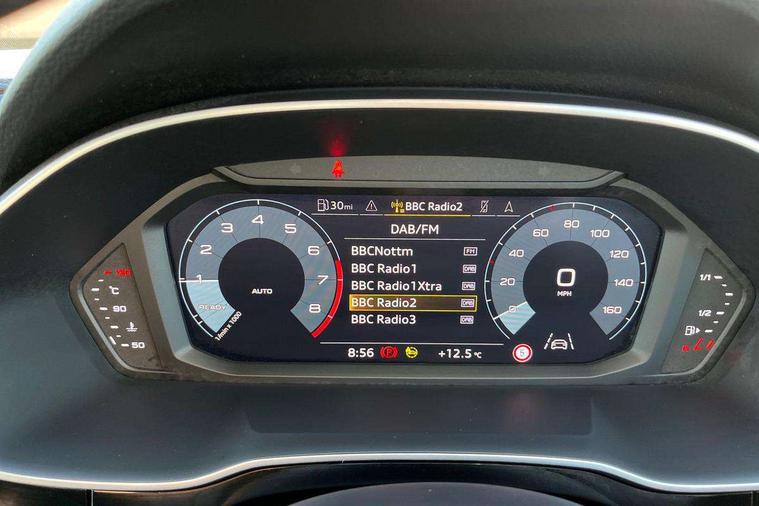 30mi BBC Radio2
DAB/FM
BBCNottm FM
BBC Radio1 DAB
BBC Radio1Xtra DAB
BBC Radio2 DAB
BBC Radio3 DAB
1 2 3 4 5 6 7 8
READY
1/min x 1000
AUTO
0 20 40 60 80 100 120 140 160
0
MPH
°C
90
50
1/1
1/2
8:56 P +12.5°C 5